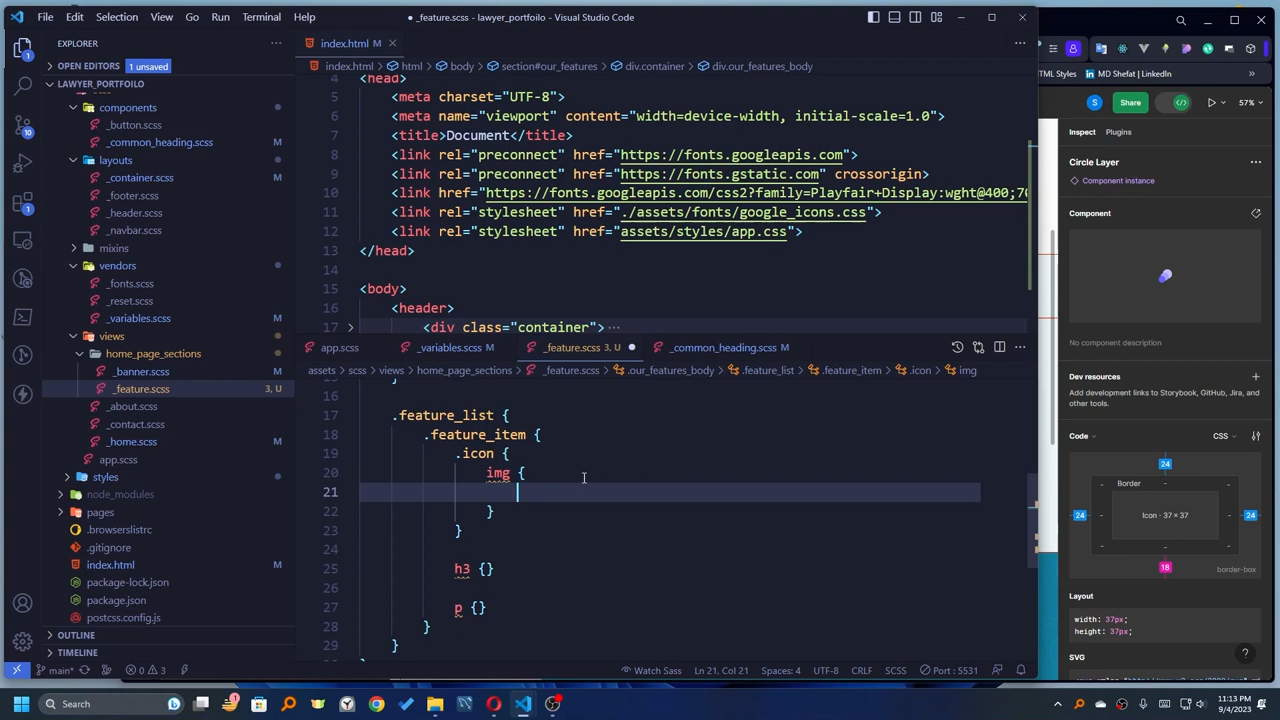 File Edit Selection View Go Run Terminal Help
● _feature.scss - lawyer_portfoilo - Visual Studio Code
EXPLORER
OPEN EDITORS 1 unsaved
LAWYER_PORTFOILO
components
_button.scss
_common_heading.scss M
layouts
_container.scss M
_footer.scss
_header.scss M
_navbar.scss
mixins
vendors
_fonts.scss
_reset.scss
_variables.scss M
views
home_page_sections
_banner.scss M
_feature.scss 3, U
_about.scss
_contact.scss
_home.scss M
app.scss
styles
node_modules
pages
.browserslistrc
.gitignore
index.html M
package-lock.json
package.json
postcss.config.js
OUTLINE
TIMELINE
1
10
1
index.html M
index.html > html > body > section#our_features > div.container > div.our_features_body
4 <head>
5 <meta charset="UTF-8">
6 <meta name="viewport" content="width=device-width, initial-scale=1.0">
7 <title>Document</title>
8 <link rel="preconnect" href="https://fonts.googleapis.com">
9 <link rel="preconnect" href="https://fonts.gstatic.com" crossorigin>
10 <link href="https://fonts.googleapis.com/css2?family=Playfair+Display:wght@400;70
11 <link rel="stylesheet" href="./assets/fonts/google_icons.css">
12 <link rel="stylesheet" href="assets/styles/app.css">
13 </head>
14
15 <body>
16 <header>
17 <div class="container"> ···
app.scss _variables.scss M _feature.scss 3, U ● _common_heading.scss M
assets > scss > views > home_page_sections > _feature.scss > .our_features_body > .feature_list > .feature_item > .icon > img
15 }
16
17 .feature_list {
18 .feature_item {
19 .icon {
20 img {
21
22 }
23 }
24
25 h3 {}
26
27 p {}
28 }
29 }
main* 0 3 Watch Sass Ln 21, Col 21 Spaces: 4 UTF-8 CRLF SCSS Port : 5531
TML Styles MD Shefat | LinkedIn »
S Share 57%
Inspect Plugins
Circle Layer
Component instance
Component
No component description
Dev resources
Add development links to Storybook, GitHub, Jira, and
other tools.
Code CSS
24
Border
24 Icon · 37 × 37 24
18
border-box
Layout
width: 37px;
height: 37px;
SVG
Search
1
11:13 PM
9/4/2023